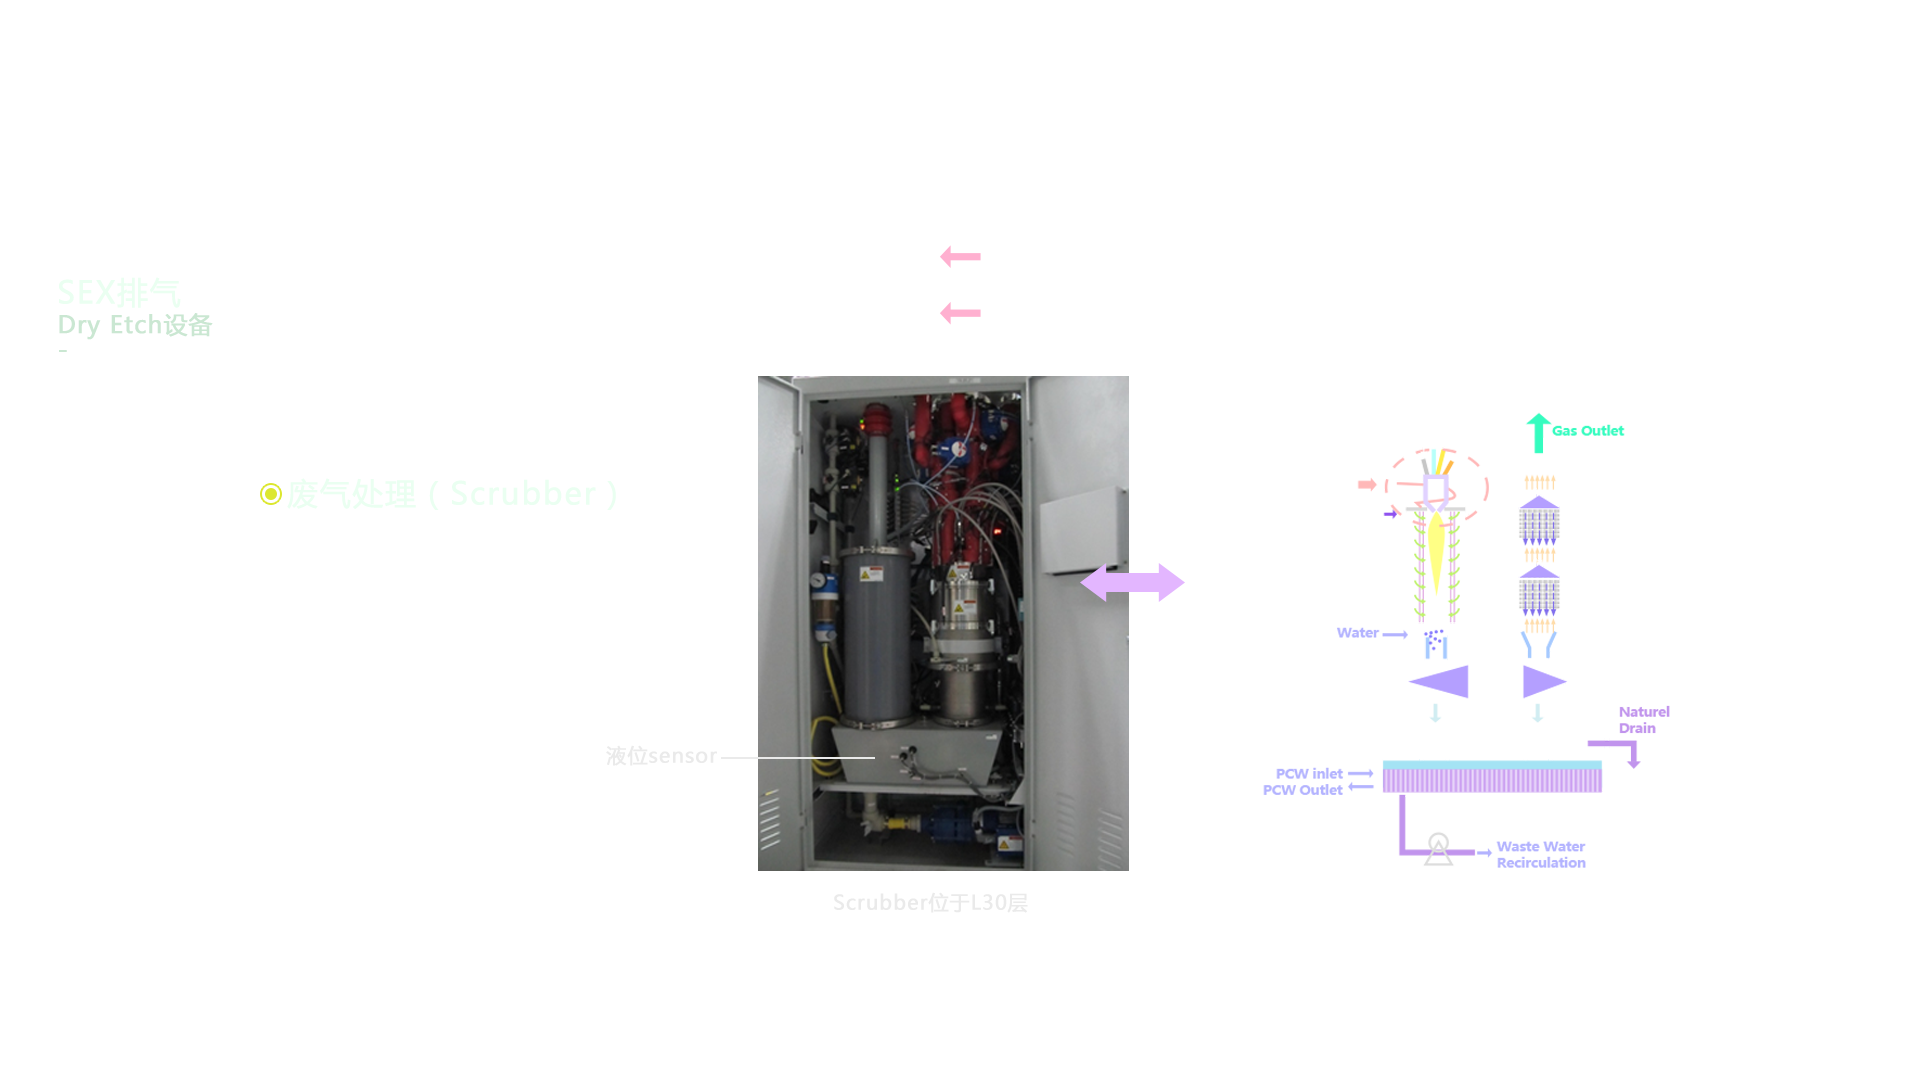 SEX排气
Dry Etch设备
-
废气处理（Scrubber）
液位sensor
Scrubber位于L30层
Gas Outlet
Water
Naturel
Drain
PCW inlet
PCW Outlet
Waste Water
Recirculation